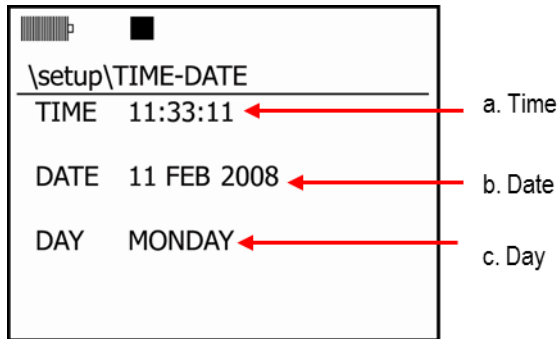 \setup\TIME-DATE
TIME 11:33:11
a. Time
DATE 11 FEB 2008
b. Date
DAY MONDAY
c. Day